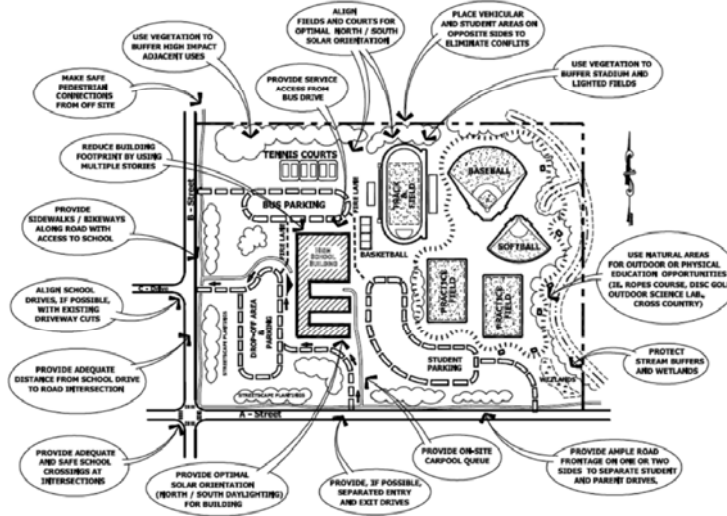 USE VEGETATION TO
BUFFER HIGH IMPACT
ADJACENT USES
ALIGN
FIELDS AND COURTS FOR
OPTIMAL NORTH / SOUTH
SOLAR ORIENTATION
PLACE VEHICULAR
AND STUDENT AREAS ON
OPPOSITE SIDES TO
ELIMINATE CONFLITS
MAKE SAFE
PEDESTRIAN
CONNECTIONS
FROM OFF SITE
PROVIDE SERVICE
ACCESS FROM
BUS DRIVE
USE VEGETATION TO
BUFFER STADIUM AND
LIGHTED FIELDS
REDUCE BUILDING
FOOTPRINT BY USING
MULTIPLE STORIES
TENNIS COURTS
BUS PARKING
FIRE LANE
TRACK &
FIELD
BASEBALL
SOFTBALL
BASKETBALL
B - Street
PROVIDE
SIDEWALKS / BIKEWAYS
ALONG ROAD WITH
ACCESS TO SCHOOL
FIRE LANE
HIGH
SCHOOL
BUILDING
USE NATURAL AREAS
FOR OUTDOOR OR PHYSICAL
EDUCATION OPPORTUNITIES
(IE. ROPES COURSE, DISC GOLF
OUTDOOR SCIENCE LAB,
CROSS COUNTRY)
ALIGN SCHOOL
DRIVES, IF POSSIBLE,
WITH EXISTING
DRIVEWAY CUTS
DROP-OFF AREA
&
PARKING
PRACTICE
FIELD
PRACTICE
FIELD
STUDENT
PARKING
PROTECT
STREAM BUFFERS
AND WETLANDS
WETLANDS
PROVIDE ADEQUATE
DISTANCE FROM SCHOOL DRIVE
TO ROAD INTERSECTION
STREETSCAPE PLANTINGS
STREETSCAPE PLANTINGS
A - Street
PROVIDE ADEQUATE
AND SAFE SCHOOL
CROSSINGS AT
INTERSECTIONS
PROVIDE OPTIMAL
SOLAR ORIENTATION
(NORTH / SOUTH DAYLIGHTING)
FOR BUILDING
PROVIDE, IF POSSIBLE,
SEPARATED ENTRY
AND EXIT DRIVES
PROVIDE ON-SITE
CARPOOL QUEUE
PROVIDE AMPLE ROAD
FRONTAGE ON ONE OR TWO
SIDES TO SEPARATE STUDENT
AND PARENT DRIVES.